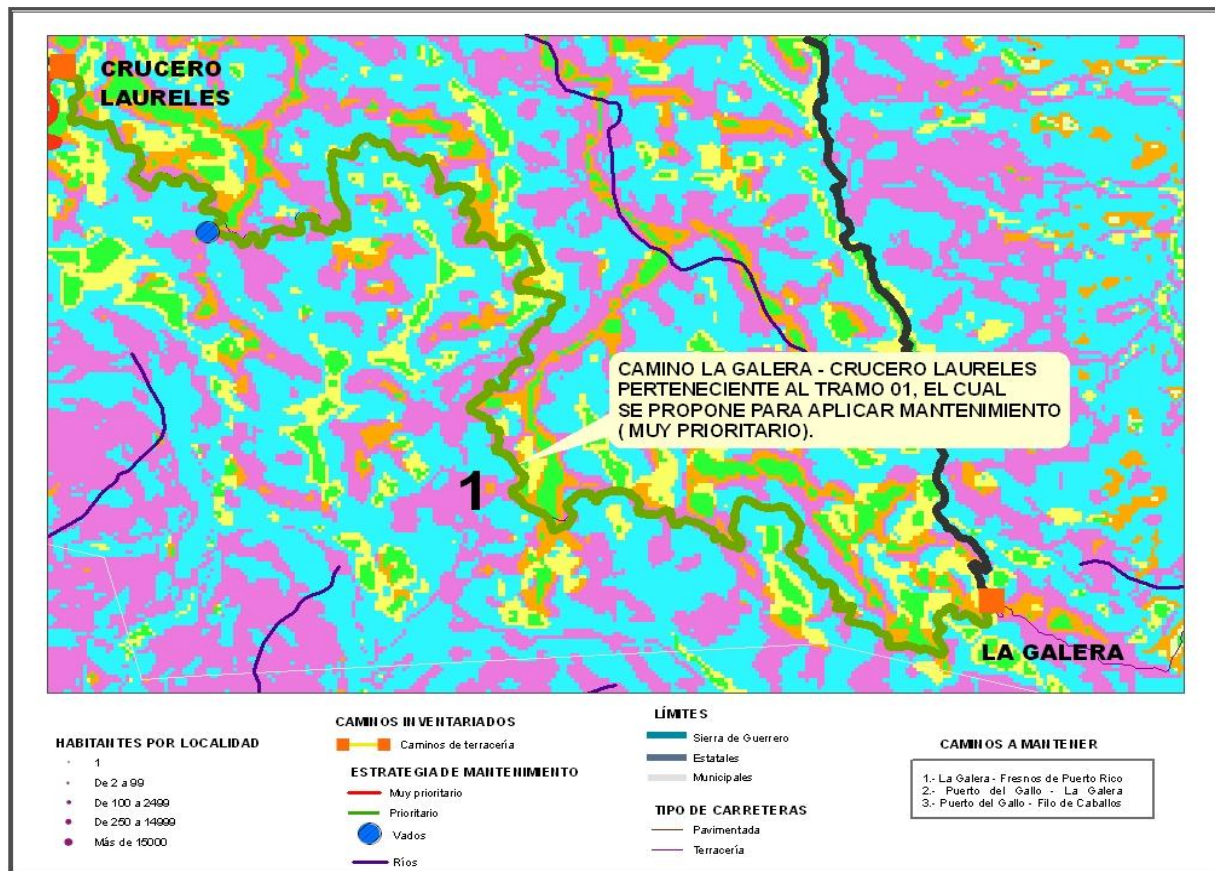 CRUCERO
LAURELES
CAMINO LA GALERA - CRUCERO LAURELES
PERTENECIENTE AL TRAMO 01, EL CUAL
SE PROPONE PARA APLICAR MANTENIMIENTO
( MUY PRIORITARIO).
1
LA GALERA
HABITANTES POR LOCALIDAD
1
De 2 a 99
De 100 a 2499
De 250 a 14999
Más de 15000
CAMINOS INVENTARIADOS
Caminos de terracería
ESTRATEGIA DE MANTENIMIENTO
Muy prioritario
Prioritario
Vados
Ríos
LÍMITES
Sierra de Guerrero
Estatales
Municipales
TIPO DE CARRETERAS
Pavimentada
Terracería
CAMINOS A MANTENER
1.- La Galera - Fresnos de Puerto Rico
2.- Puerto del Gallo - La Galera
3.- Puerto del Gallo - Filo de Caballos